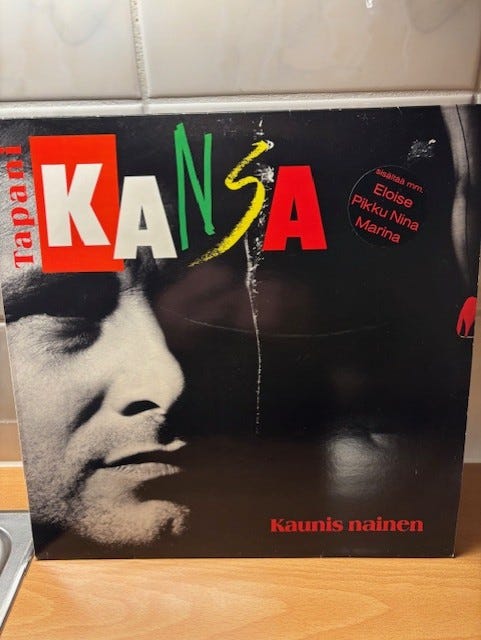 Tapani
KANSA
sisältää mm.
Eloise
Pikku Nina
Marina
Kaunis nainen